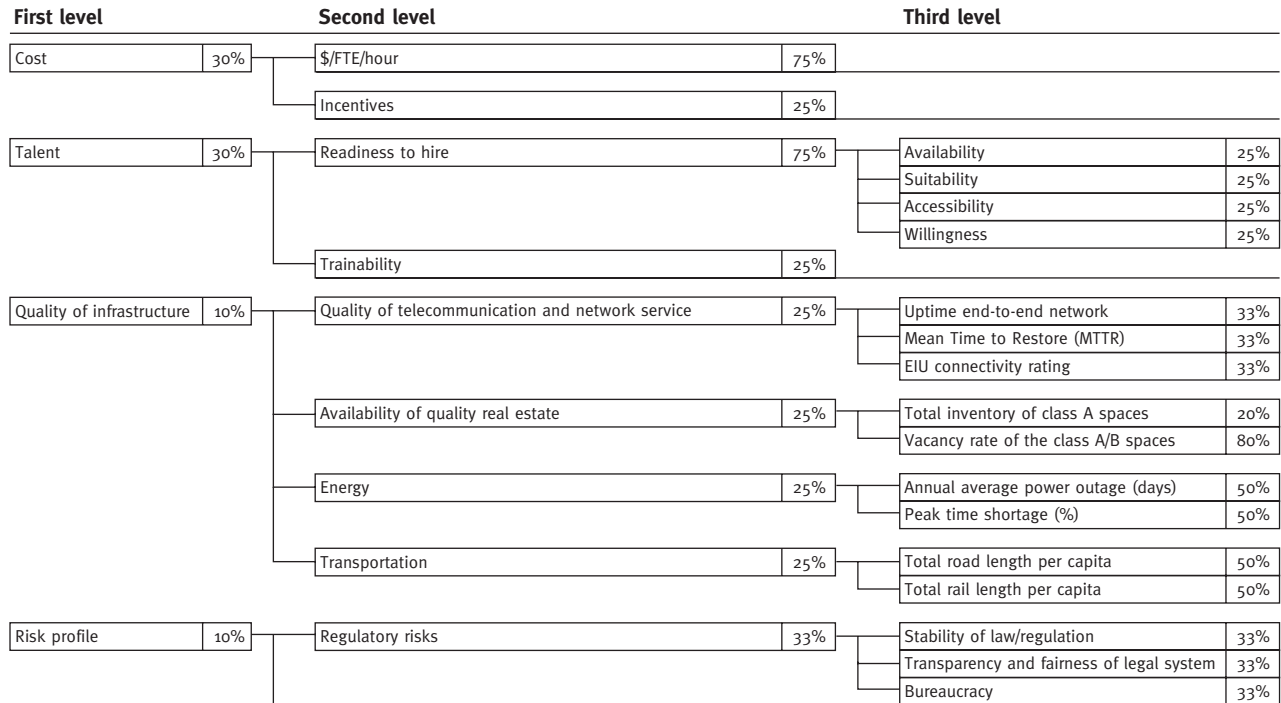 First level Second level Third level
Cost 30% $/FTE/hour 75%
Incentives 25%
Talent 30% Readiness to hire 75% Availability 25%
Suitability 25%
Accessibility 25%
Willingness 25%
Trainability 25%
Quality of infrastructure 10% Quality of telecommunication and network service 25% Uptime end-to-end network 33%
Mean Time to Restore (MTTR) 33%
EIU connectivity rating 33%
Availability of quality real estate 25% Total inventory of class A spaces 20%
Vacancy rate of the class A/B spaces 80%
Energy 25% Annual average power outage (days) 50%
Peak time shortage (%) 50%
Transportation 25% Total road length per capita 50%
Total rail length per capita 50%
Risk profile 10% Regulatory risks 33% Stability of law/regulation 33%
Transparency and fairness of legal system 33%
Bureaucracy 33%